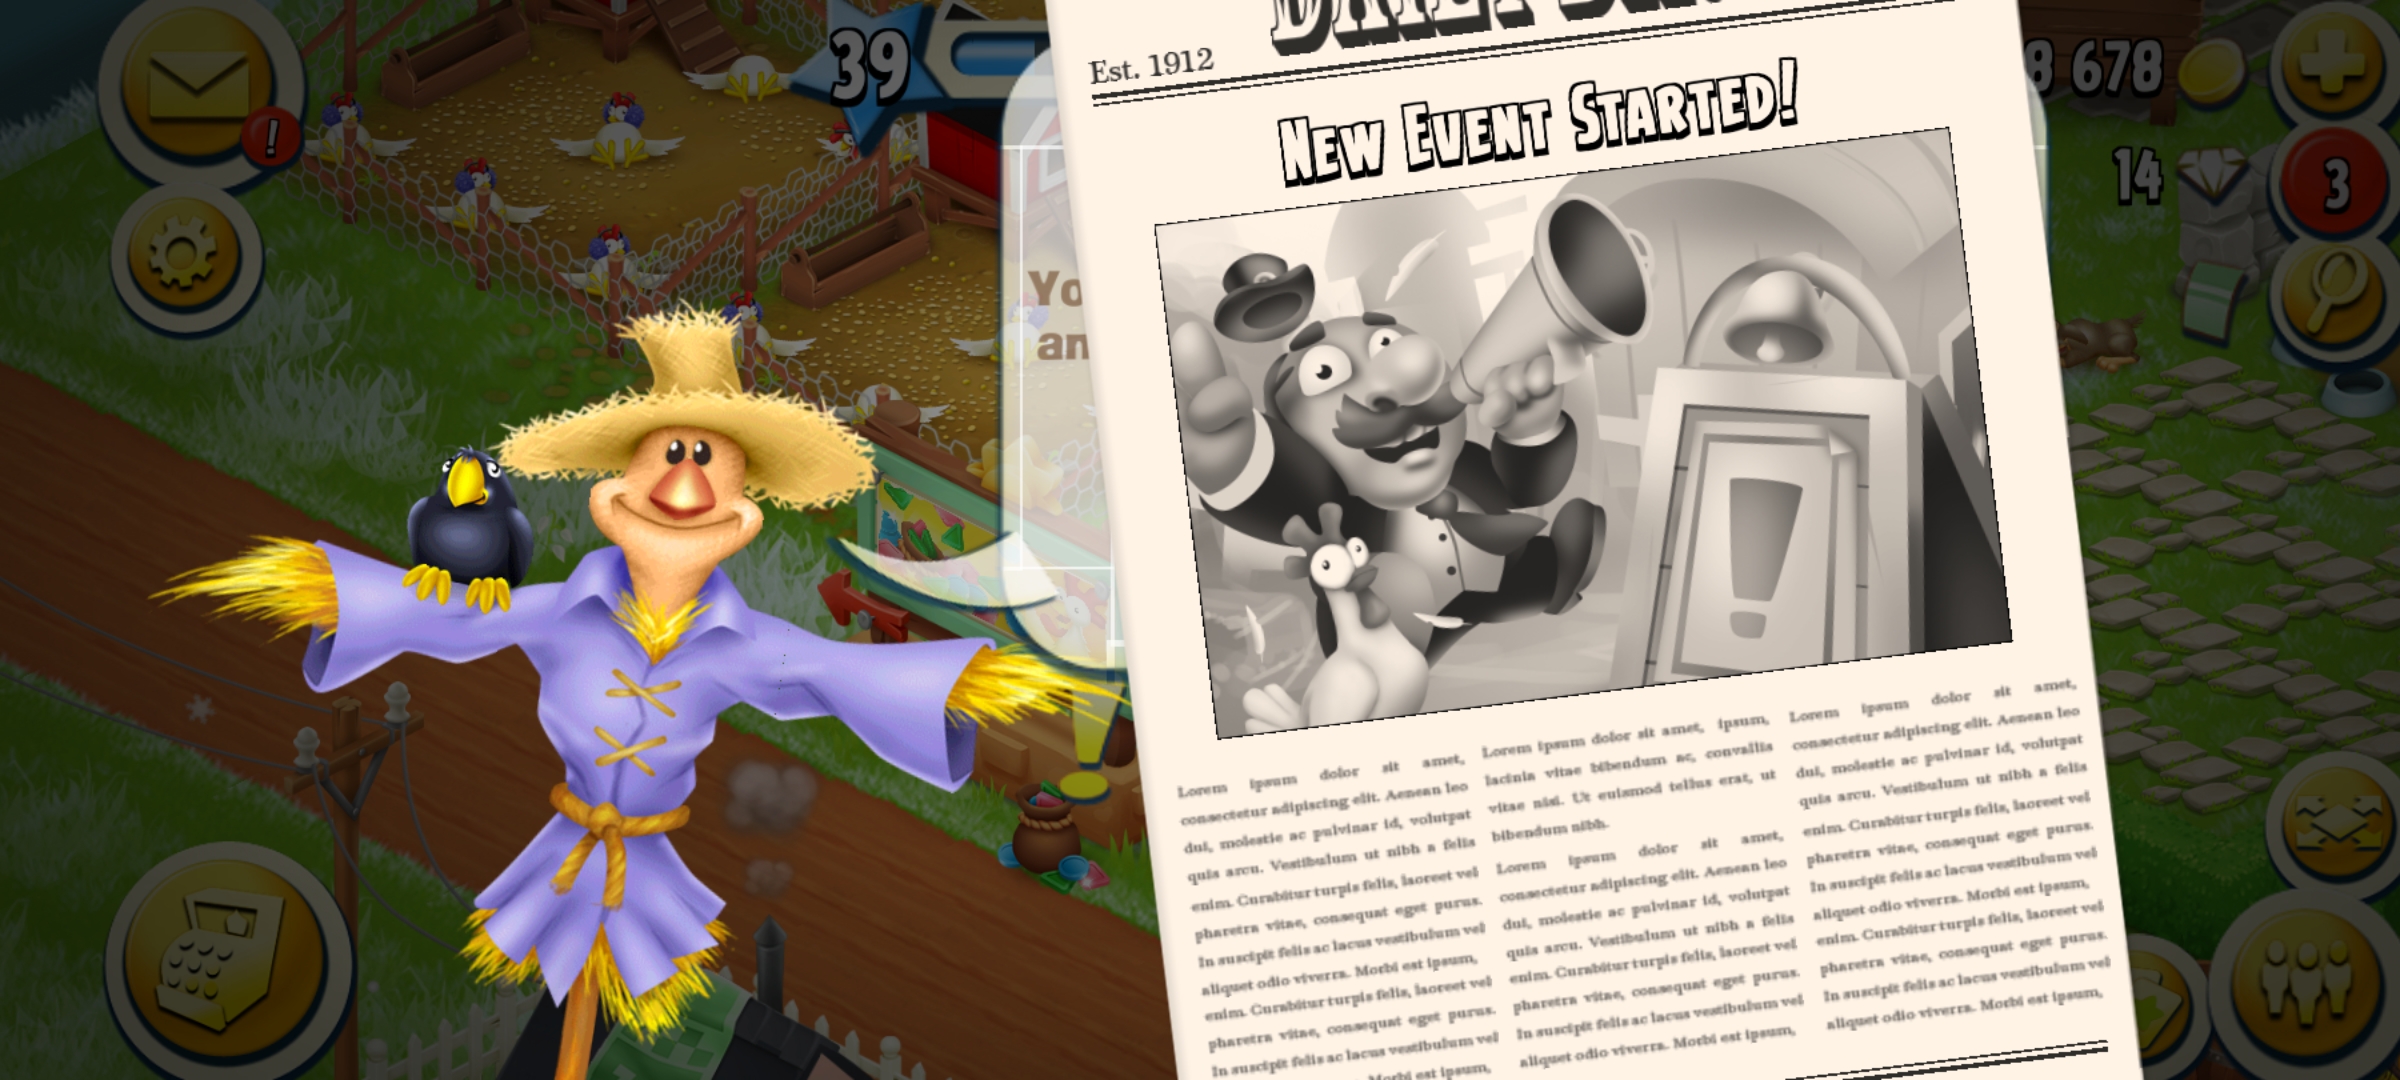 39
8 678
14
3
!
Yo
an
Est. 1912
DAILY
NEW EVENT STARTED!
Lorem ipsum dolor sit amet,
consectetur adipiscing elit. Aenean leo
dui, molestie ac pulvinar id, volutpat
quis arcu. Vestibulum ut nibh a felis
enim. Curabitur turpis felis, laoreet vel
pharetra vitae, consequat eget purus.
In suscipit felis ac lacus vestibulum vel
aliquet odio viverra. Morbi est ipsum,
enim. Curabitur turpis felis, laoreet vel
pharetra vitae, consequat eget purus.
In suscipit felis ac lacus vestibulum vel
Morbi est ipsum,
Lorem ipsum dolor sit amet, ipsum,
lacinia vitae bibendum ac, convallis
vitae nisi. Ut euismod tellus erat, ut
bibendum nibh.
Lorem ipsum dolor sit amet,
consectetur adipiscing elit. Aenean leo
dui, molestie ac pulvinar id, volutpat
quis arcu. Vestibulum ut nibh a felis
enim. Curabitur turpis felis, laoreet vel
pharetra vitae, consequat eget purus.
In suscipit felis ac lacus vestibulum vel
aliquet odio viverra. Morbi est ipsum,
Lorem ipsum dolor sit amet,
consectetur adipiscing elit. Aenean leo
dui, molestie ac pulvinar id, volutpat
quis arcu. Vestibulum ut nibh a felis
enim. Curabitur turpis felis, laoreet vel
pharetra vitae, consequat eget purus.
In suscipit felis ac lacus vestibulum vel
aliquet odio viverra. Morbi est ipsum,
enim. Curabitur turpis felis, laoreet vel
pharetra vitae, consequat eget purus.
In suscipit felis ac lacus vestibulum vel
aliquet odio viverra. Morbi est ipsum,